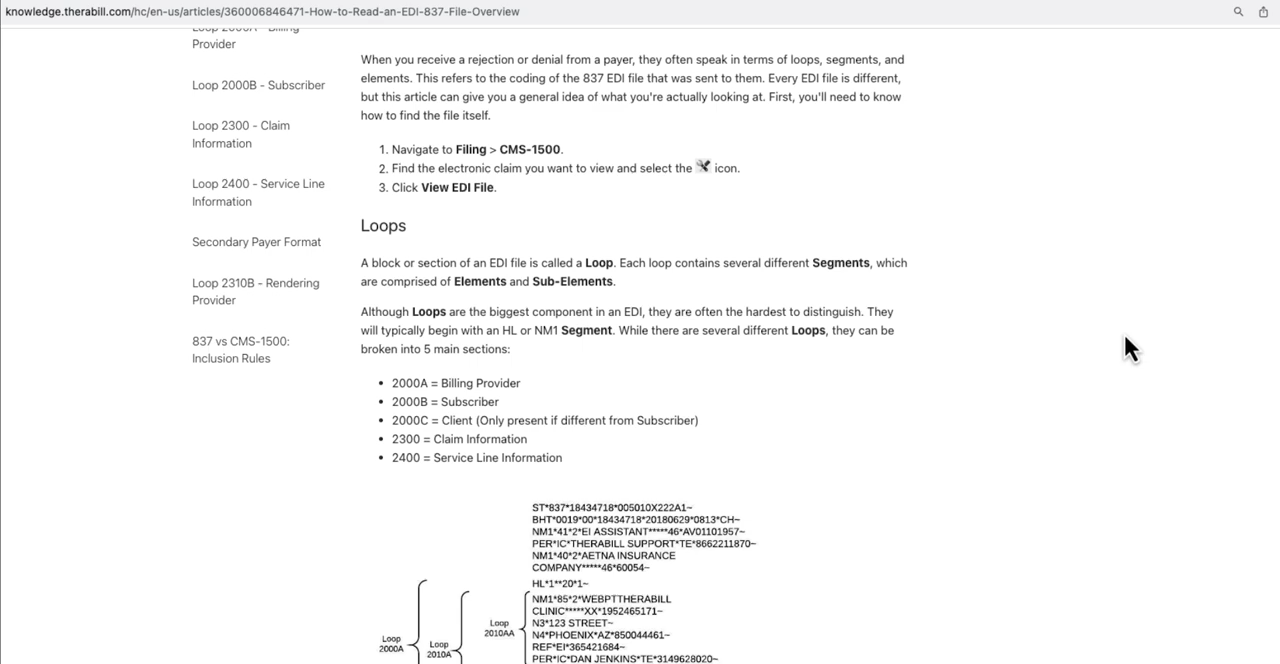 knowledge.therabill.com/hc/en-us/articles/360006846471-How-to-Read-an-EDI-837-File-Overview
Loop 2000A - Billing
Provider
Loop 2000B - Subscriber
Loop 2300 - Claim
Information
Loop 2400 - Service Line
Information
Secondary Payer Format
Loop 2310B - Rendering
Provider
837 vs CMS-1500:
Inclusion Rules
When you receive a rejection or denial from a payer, they often speak in terms of loops, segments, and
elements. This refers to the coding of the 837 EDI file that was sent to them. Every EDI file is different,
but this article can give you a general idea of what you're actually looking at. First, you'll need to know
how to find the file itself.
1. Navigate to Filing > CMS-1500.
2. Find the electronic claim you want to view and select the icon.
3. Click View EDI File.
Loops
A block or section of an EDI file is called a Loop. Each loop contains several different Segments, which
are comprised of Elements and Sub-Elements.
Although Loops are the biggest component in an EDI, they are often the hardest to distinguish. They
will typically begin with an HL or NM1 Segment. While there are several different Loops, they can be
broken into 5 main sections:
• 2000A = Billing Provider
• 2000B = Subscriber
• 2000C = Client (Only present if different from Subscriber)
• 2300 = Claim Information
• 2400 = Service Line Information
ST*837*18434718*005010X222A1~
BHT*0019*00*18434718*20180629*0813*CH~
NM1*41*2*EI ASSISTANT*****46*AV01101957~
PER*IC*THERABILL SUPPORT*TE*8662211870~
NM1*40*2*AETNA INSURANCE
COMPANY*****46*60054~
HL*1**20*1~
NM1*85*2*WEBPTTHERABILL
CLINIC*****XX*1952465171~
N3*123 STREET~
N4*PHOENIX*AZ*850044461~
REF*EI*365421684~
PER*IC*DAN JENKINS*TE*3149628020~
Loop
2010AA
Loop
2000A
Loop
2010A